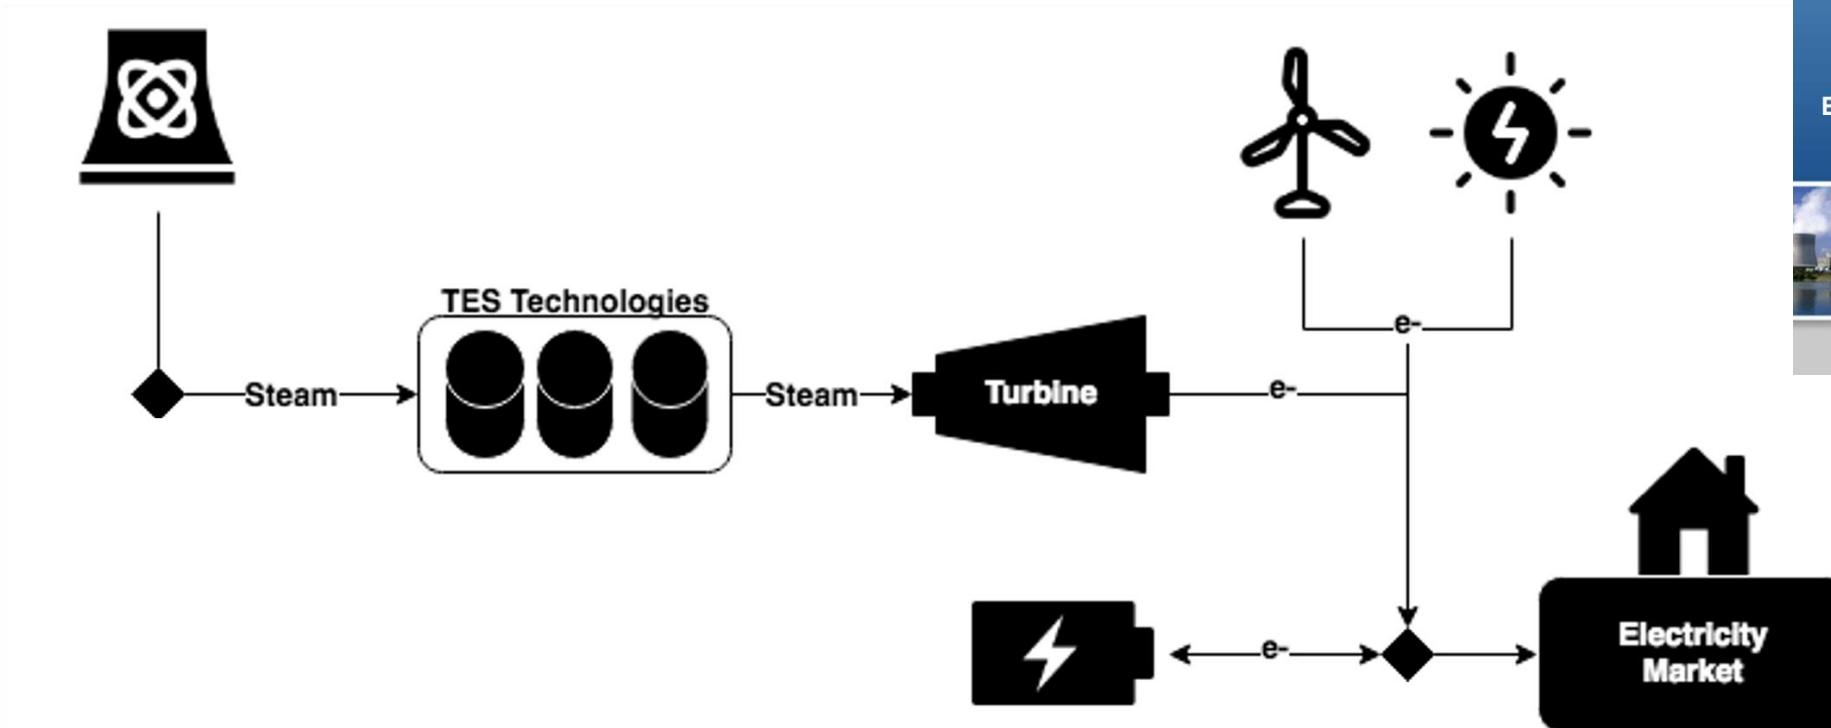 TES Technologies
Steam
Steam
Turbine
e-
e-
e-
Electricity
Market